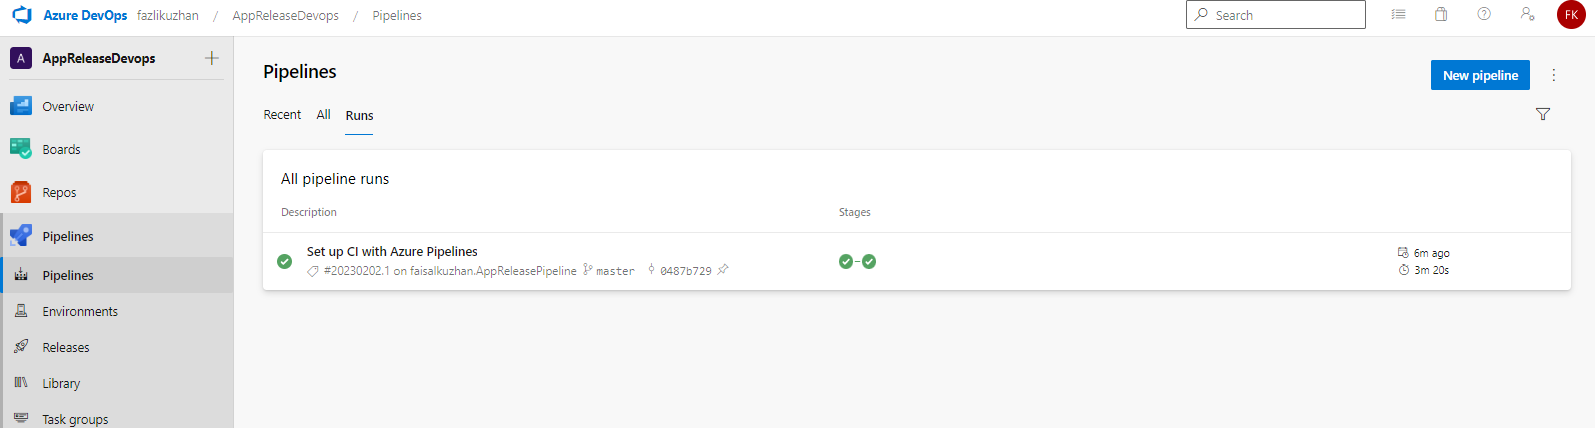 Azure DevOps fazlikuzhan / AppReleaseDevops / Pipelines
Search
FK
A AppReleaseDevops
Overview
Boards
Repos
Pipelines
Pipelines
Environments
Releases
Library
Task groups
Pipelines
New pipeline
Recent All Runs
All pipeline runs
Description Stages
Set up CI with Azure Pipelines
#20230202.1 on faisalkuzhan.AppReleasePipeline master 0487b729
6m ago
3m 20s